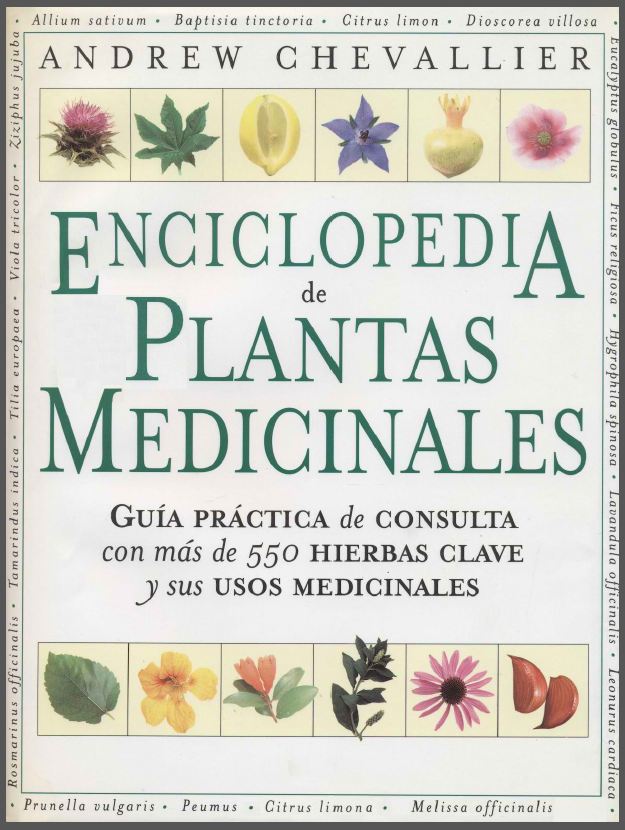 Allium sativum • Baptisia tinctoria • Citrus limon • Dioscorea villosa
ANDREW CHEVALLIER
ENCICLOPEDIA
de
PLANTAS
MEDICINALES
GUÍA PRÁCTICA de CONSULTA
con más de 550 HIERBAS CLAVE
y sus USOS MEDICINALES
Eucalyptus globulus • Ficus religiosa • Hygrophila spinosa • Lavandula officinalis • Leonurus cardiaca •
Prunella vulgaris • Peumus • Citrus limona • Melissa officinalis
• Rosmarinus officinalis • Tamarindus indica • Tilia europaea • Viola tricolor • Ziziphus jujuba •